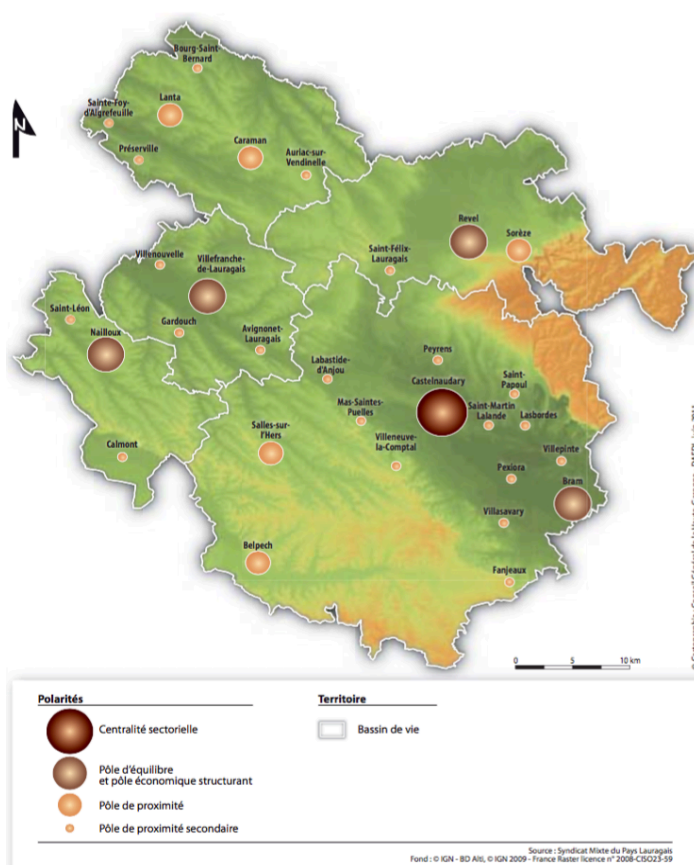 Bourg-Saint-
Bernard
Lanta
Sainte-Foy-
d'Aigrefeuille
Préserville
Caraman
Auriac-sur-
Vendinelle
N
Revel
Sorèze
Saint-Félix-
Lauragais
Villenouvelle
Villefranche-
de-Lauragais
Saint-Léon
Nailloux
Gardouch
Avignonet-
Lauragais
Labastide-
d'Anjou
Peyrens
Castelnaudary
Saint-
Papoul
Mas-Saintes-
Puelles
Saint-Martin
Lalande
Lasbordes
Salles-sur-
l'Hers
Villeneuve-
la-Comptal
Calmont
Villepinte
Pexiora
Bram
Villasavary
Belpech
Fanjeaux
0 5 10 km
Polarités
Centralité sectorielle
Pôle d'équilibre
et pôle économique structurant
Pôle de proximité
Pôle de proximité secondaire
Territoire
Bassin de vie
Source : Syndicat Mixte du Pays Lauragais
Fond : © IGN - BD Alti, © IGN 2009 - France Raster licence n° 2008-CISO23-59